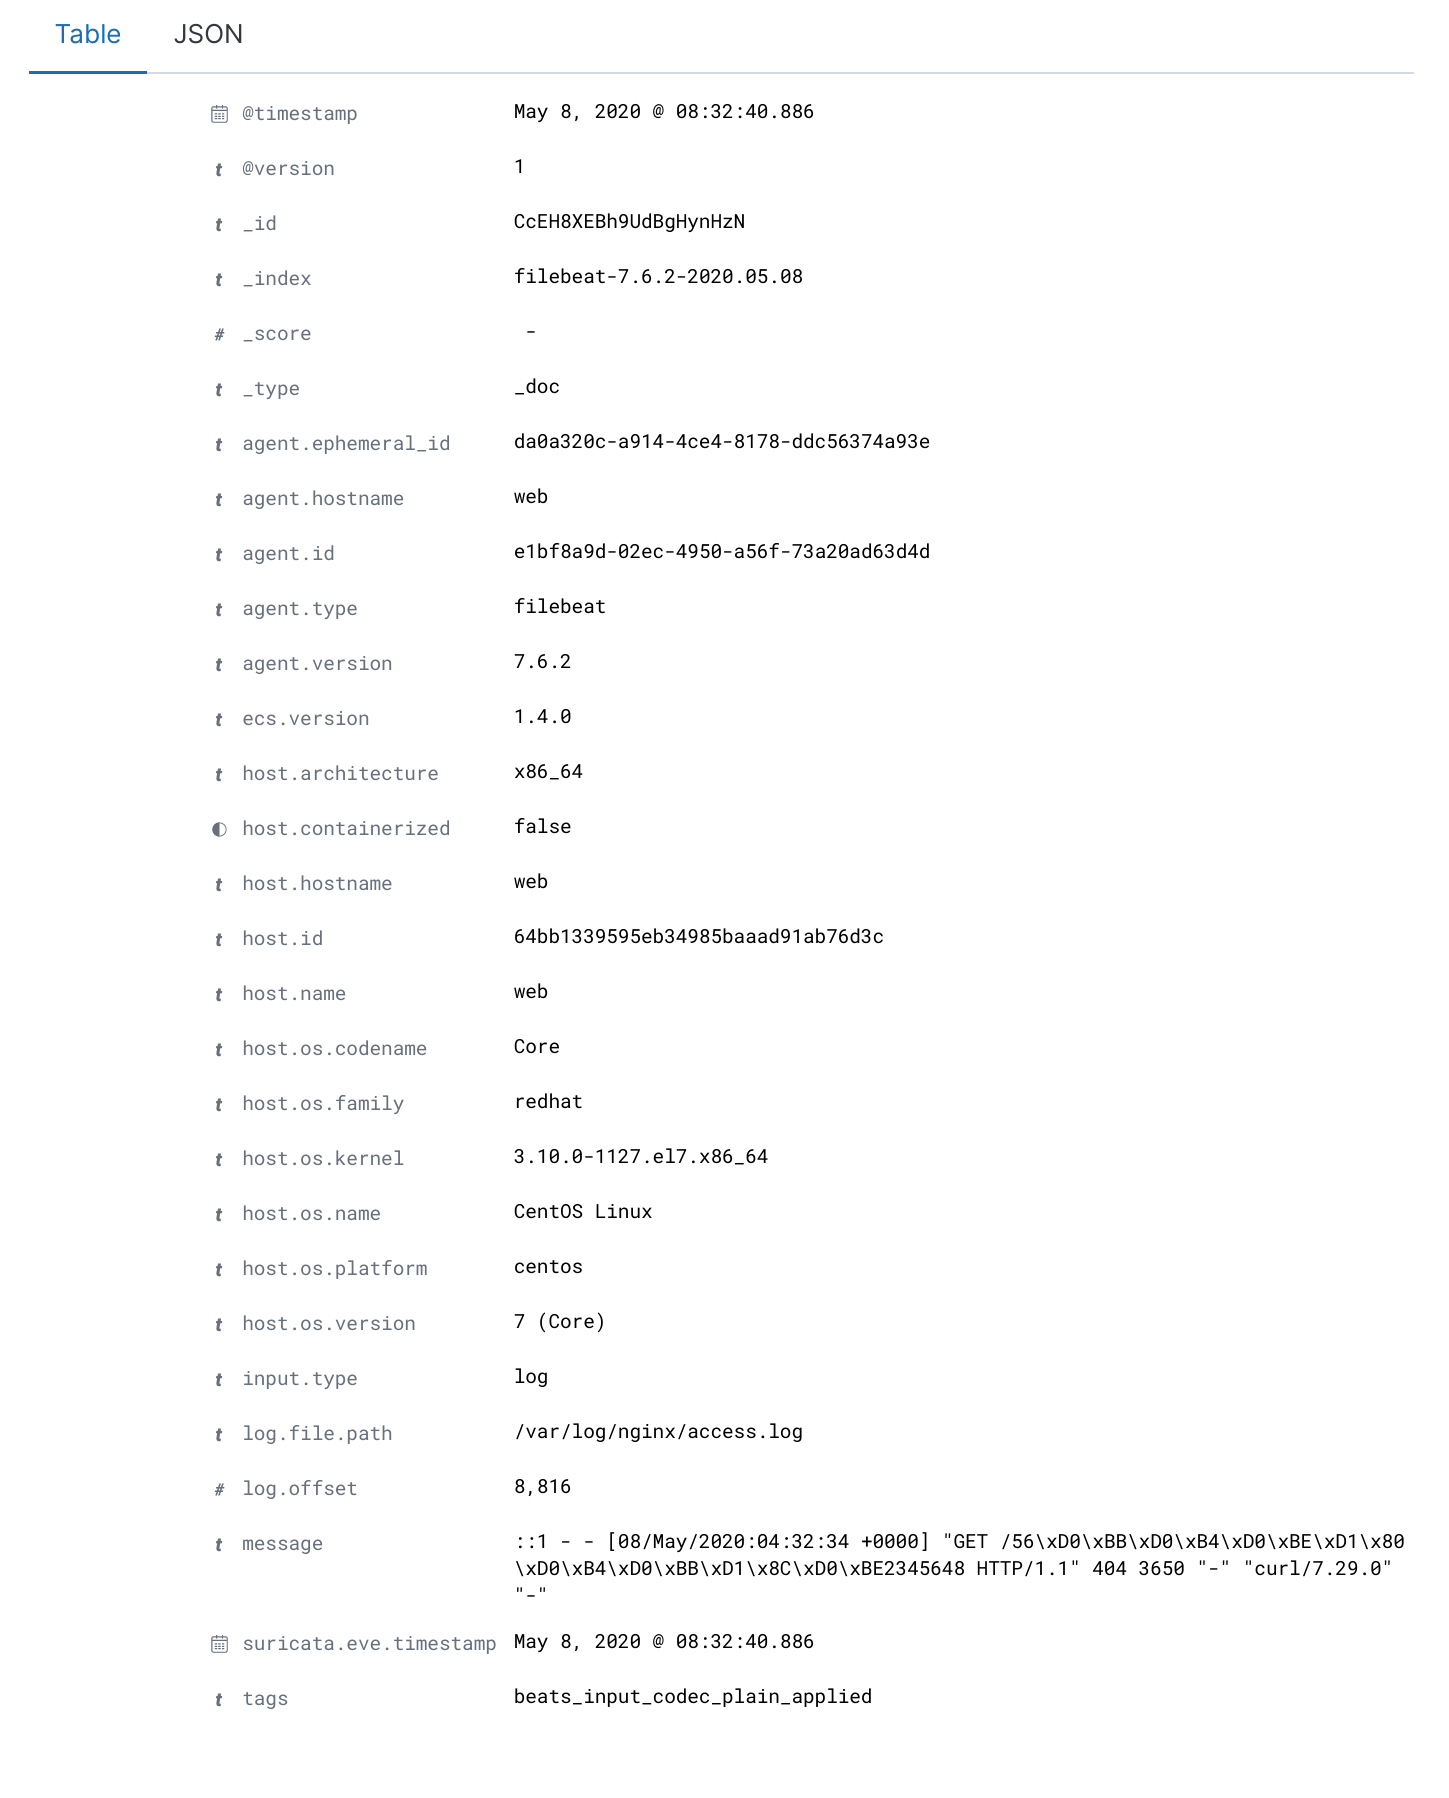 Table JSON
@timestamp May 8, 2020 @ 08:32:40.886
t @version 1
t _id CcEH8XEBh9UdBgHynHzN
t _index filebeat-7.6.2-2020.05.08
# _score -
t _type _doc
t agent.ephemeral_id da0a320c-a914-4ce4-8178-ddc56374a93e
t agent.hostname web
t agent.id e1bf8a9d-02ec-4950-a56f-73a20ad63d4d
t agent.type filebeat
t agent.version 7.6.2
t ecs.version 1.4.0
t host.architecture x86_64
host.containerized false
t host.hostname web
t host.id 64bb1339595eb34985baaad91ab76d3c
t host.name web
t host.os.codename Core
t host.os.family redhat
t host.os.kernel 3.10.0-1127.el7.x86_64
t host.os.name CentOS Linux
t host.os.platform centos
t host.os.version 7 (Core)
t input.type log
t log.file.path /var/log/nginx/access.log
# log.offset 8,816
t message ::1 - - [08/May/2020:04:32:34 +0000] "GET /56\xD0\xBB\xD0\xB4\xD0\xBE\xD1\x80
\xD0\xB4\xD0\xBB\xD1\x8C\xD0\xBE2345648 HTTP/1.1" 404 3650 "-" "curl/7.29.0"
"-"
suricata.eve.timestamp May 8, 2020 @ 08:32:40.886
t tags beats_input_codec_plain_applied